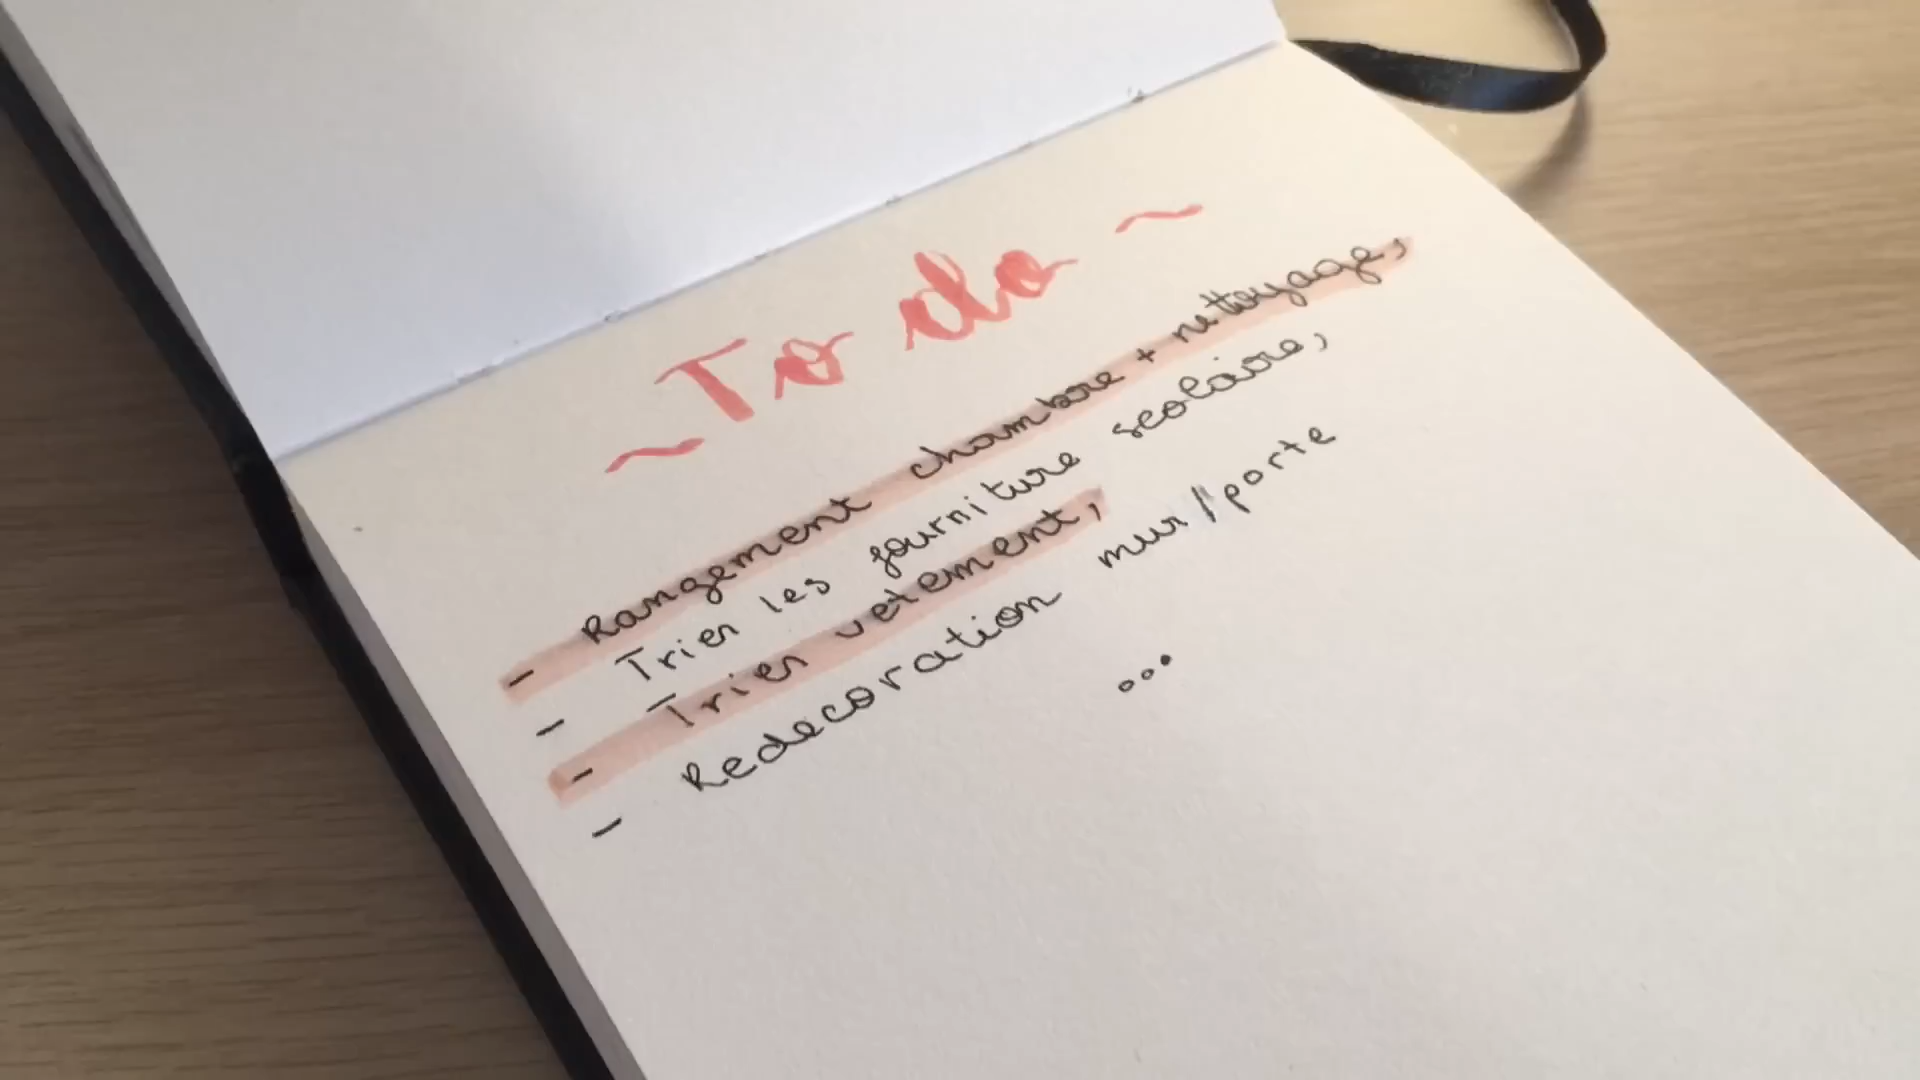 ~ To do ~
- Rangement chambre + nettoyage,
- Trier les fourniture scolaire,
- Trier vetement,
- Redecoration mur/porte
...